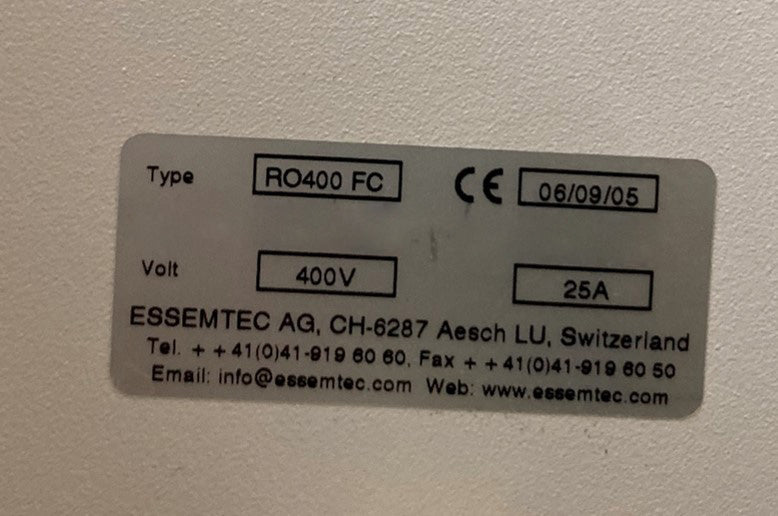 Type RO400 FC CE 06/09/05
Volt 400V 25A
ESSEMTEC AG, CH-6287 Aesch LU, Switzerland
Tel. + + 41(0)41-919 60 60, Fax + + 41(0)41-919 60 50
Email: info@essemtec.com Web: www.essemtec.com